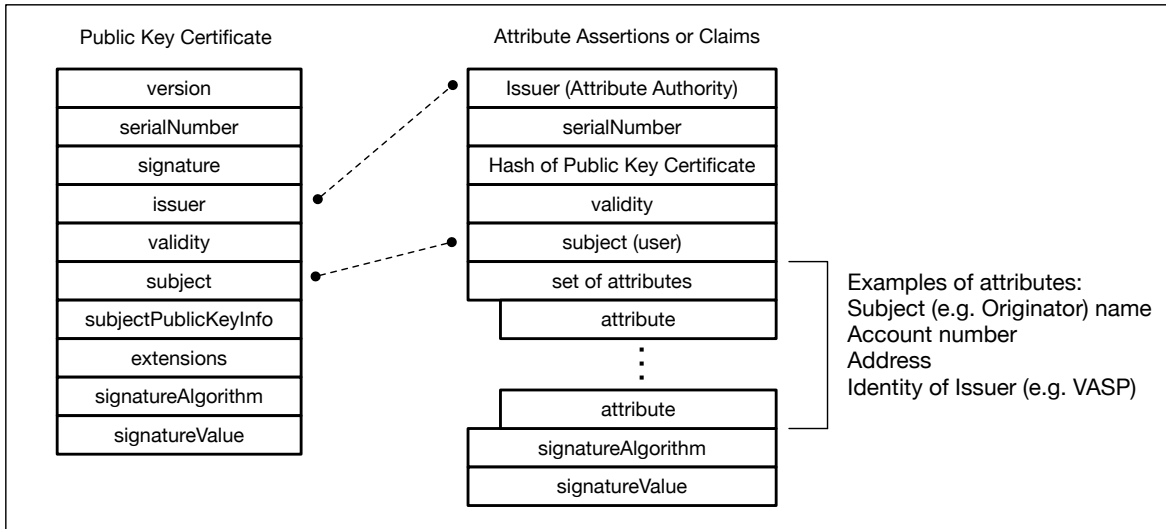 Public Key Certificate
version
serialNumber
signature
issuer
validity
subject
subjectPublicKeyInfo
extensions
signatureAlgorithm
signatureValue
Attribute Assertions or Claims
Issuer (Attribute Authority)
serialNumber
Hash of Public Key Certificate
validity
subject (user)
set of attributes
attribute
attribute
signatureAlgorithm
signatureValue
Examples of attributes:
Subject (e.g. Originator) name
Account number
Address
Identity of Issuer (e.g. VASP)